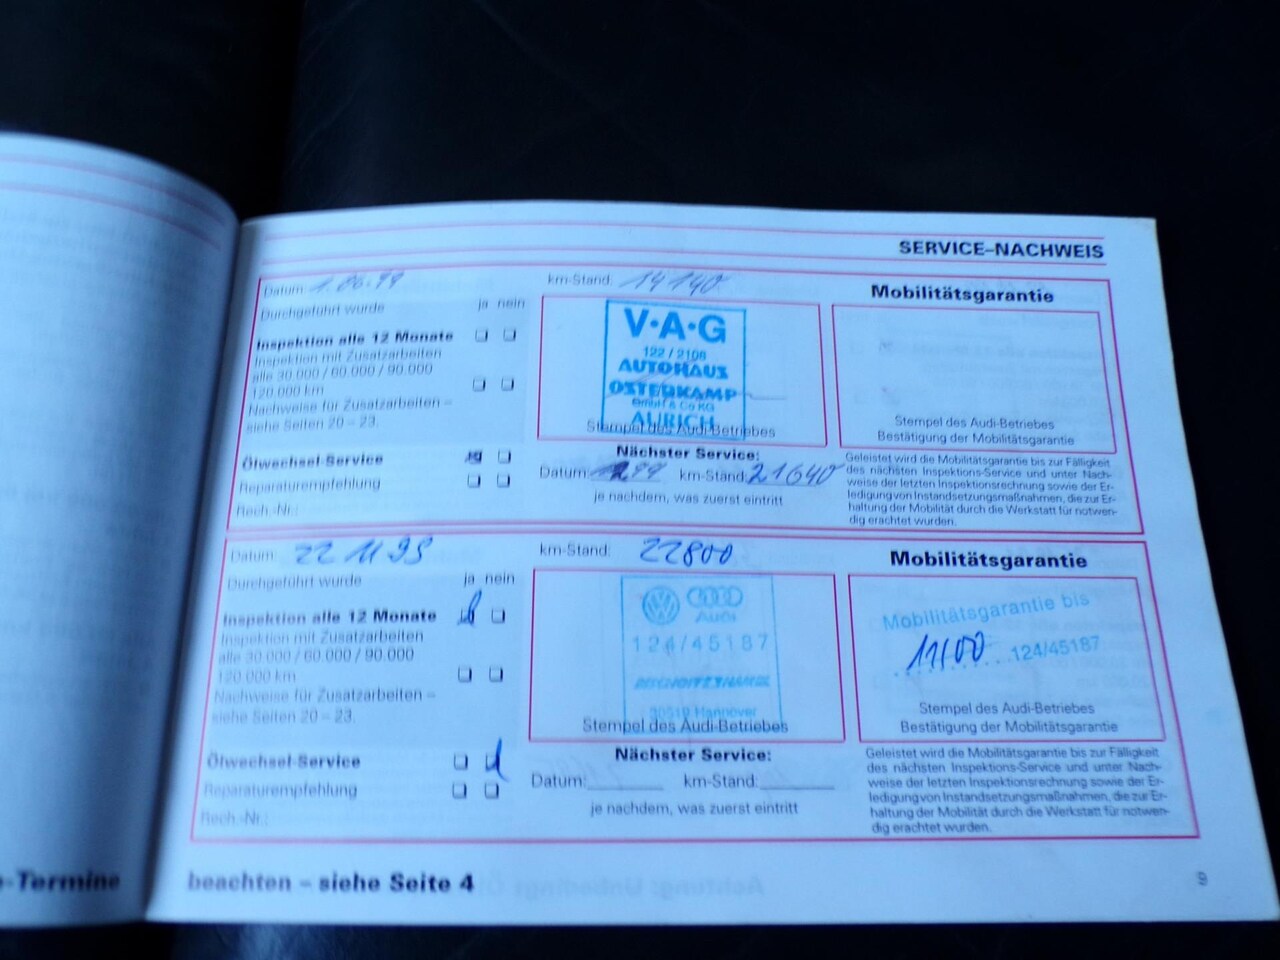 SERVICE–NACHWEIS
Datum: 1.06.99
km-Stand: 14140
Mobilitätsgarantie
Durchgeführt wurde ja nein
Inspektion alle 12 Monate
Inspektion mit Zusatzarbeiten
alle 30.000 / 60.000 / 90.000
120.000 km
Nachweise für Zusatzarbeiten –
siehe Seiten 20 – 23.
Ölwechsel-Service
Reparaturempfehlung
Rech.-Nr.:
V·A·G
122 / 2106
AUTOHAUS
OSTERKAMP
GmbH & Co KG
AURICH
Stempel des Audi-Betriebes
Nächster Service:
Datum: 1299 km-Stand: 21640
je nachdem, was zuerst eintritt
Stempel des Audi-Betriebes
Bestätigung der Mobilitätsgarantie
Geleistet wird die Mobilitätsgarantie bis zur Fälligkeit
des nächsten Inspektions-Service und unter Nach-
weise der letzten Inspektionsrechnung sowie der Er-
ledigung von Instandsetzungsmaßnahmen, die zur Er-
haltung der Mobilität durch die Werkstatt für notwen-
dig erachtet wurden.
Datum: 22 11 99
km-Stand: 22800
Mobilitätsgarantie
Durchgeführt wurde ja nein
Inspektion alle 12 Monate
Inspektion mit Zusatzarbeiten
alle 30.000 / 60.000 / 90.000
120.000 km
Nachweise für Zusatzarbeiten –
siehe Seiten 20 – 23.
Ölwechsel-Service
Reparaturempfehlung
Rech.-Nr.:
Audi
124/45187
30519 Hannover
Stempel des Audi-Betriebes
Nächster Service:
Datum: km-Stand:
je nachdem, was zuerst eintritt
Mobilitätsgarantie bis
11/00 124/45187
Stempel des Audi-Betriebes
Bestätigung der Mobilitätsgarantie
Geleistet wird die Mobilitätsgarantie bis zur Fälligkeit
des nächsten Inspektions-Service und unter Nach-
weise der letzten Inspektionsrechnung sowie der Er-
ledigung von Instandsetzungsmaßnahmen, die zur Er-
haltung der Mobilität durch die Werkstatt für notwen-
dig erachtet wurden.
-Termine beachten – siehe Seite 4
9